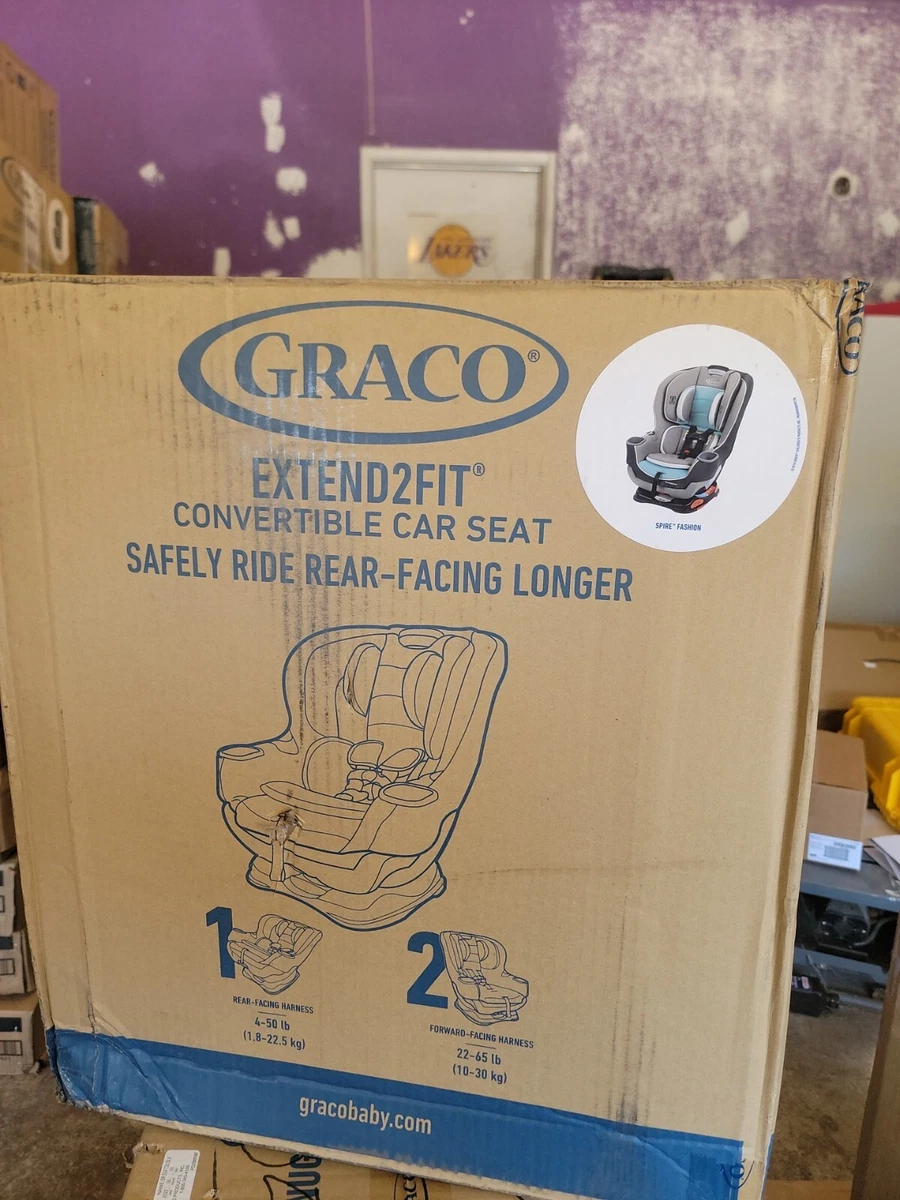 LAKERS
GRACO®
EXTEND2FIT®
CONVERTIBLE CAR SEAT
SAFELY RIDE REAR-FACING LONGER
SPIRE™ FASHION
1
REAR-FACING HARNESS
4-50 lb
(1.8-22.5 kg)
2
FORWARD-FACING HARNESS
22-65 lb
(10-30 kg)
gracobaby.com